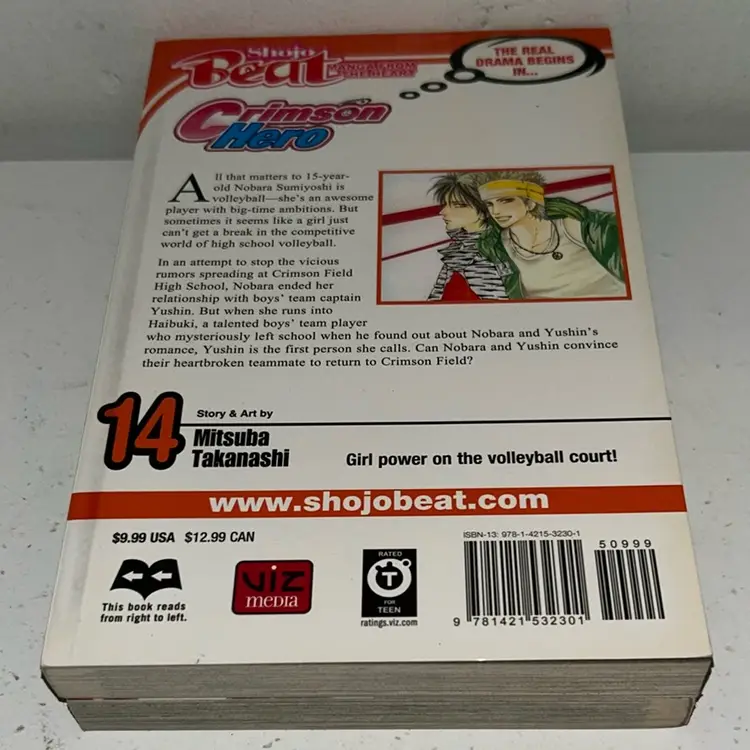 Shojo
Beat
MANGA FROM
THE HEART
THE REAL
DRAMA BEGINS
IN...
Crimson
Hero
All that matters to 15-year-
old Nobara Sumiyoshi is
volleyball—she's an awesome
player with big-time ambitions. But
sometimes it seems like a girl just
can't get a break in the competitive
world of high school volleyball.
In an attempt to stop the vicious
rumors spreading at Crimson Field
High School, Nobara ended her
relationship with boys' team captain
Yushin. But when she runs into
Haibuki, a talented boys' team player
who mysteriously left school when he found out about Nobara and Yushin's
romance, Yushin is the first person she calls. Can Nobara and Yushin convince
their heartbroken teammate to return to Crimson Field?
14
Story & Art by
Mitsuba
Takanashi
Girl power on the volleyball court!
www.shojobeat.com
$9.99 USA $12.99 CAN
ISBN-13: 978-1-4215-3230-1
50999
9 781421 532301
This book reads
from right to left.
VIZ
MEDIA
RATED
T
FOR
TEEN
ratings.viz.com